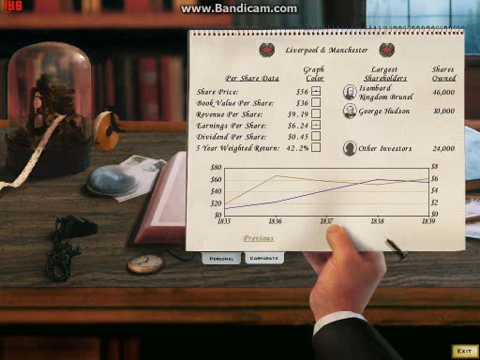 198
www.Bandicam.com
Liverpool & Manchester
Per Share Data
Graph Color
Largest Shareholders
Shares Owned
Share Price: $56
Book Value Per Share: $36
Revenue Per Share: $9.19
Earnings Per Share: $6.24
Dividend Per Share: $0.45
5 Year Weighted Return: 42.2%
Isambard Kingdom Brunel 46,000
George Hudson 10,000
Other Investors 24,000
$80 $8
$60 $6
$40 $4
$20 $2
$0 $0
1835 1836 1837 1838 1839
Previous
PERSONAL CORPORATE
EXIT